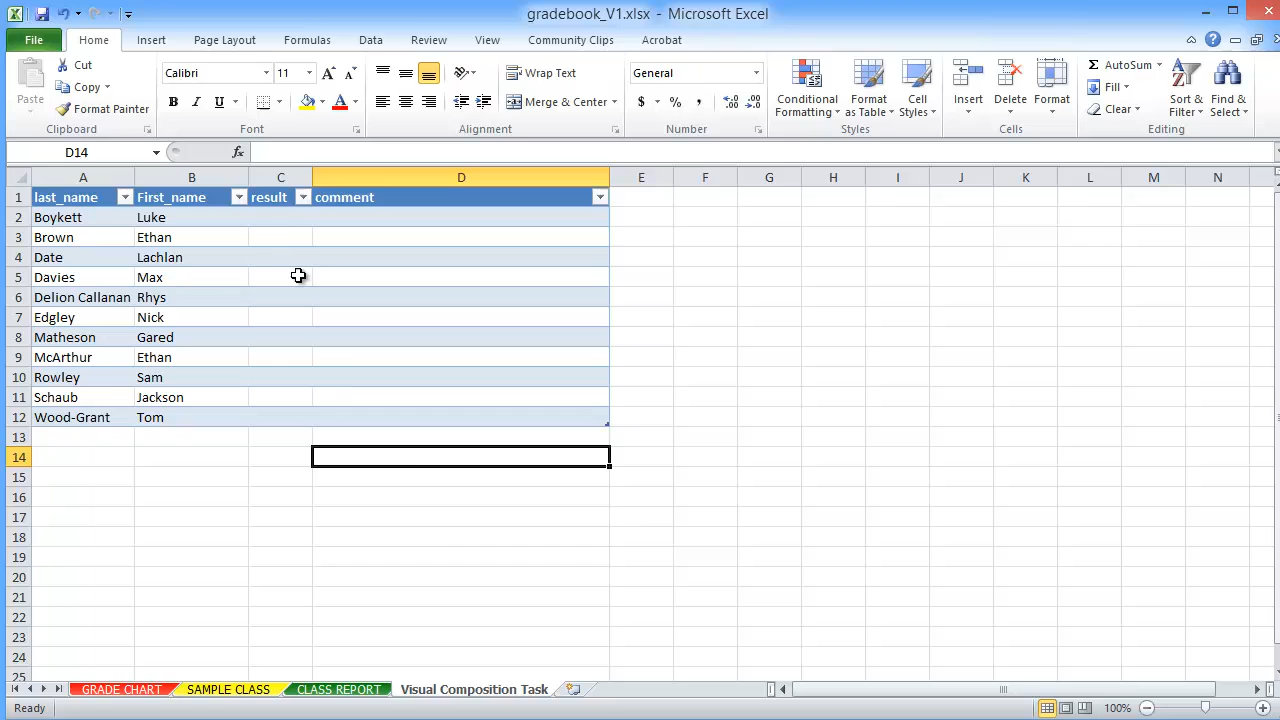 gradebook_V1.xlsx - Microsoft Excel
File Home Insert Page Layout Formulas Data Review View Community Clips Acrobat
Paste Cut Copy Format Painter Clipboard
Calibri 11 B I U A Font
Wrap Text Merge & Center Alignment
General $ % , Number
Conditional Formatting Format as Table Cell Styles Styles
Insert Delete Format Cells
Σ AutoSum Fill Clear Sort & Filter Find & Select Editing
D14 fx
A B C D E F G H I J K L M N
1 last_name First_name result comment
2 Boykett Luke
3 Brown Ethan
4 Date Lachlan
5 Davies Max
6 Delion Callanan Rhys
7 Edgley Nick
8 Matheson Gared
9 McArthur Ethan
10 Rowley Sam
11 Schaub Jackson
12 Wood-Grant Tom
13
14
15
16
17
18
19
20
21
22
23
24
25
GRADE CHART SAMPLE CLASS CLASS REPORT Visual Composition Task
Ready 100%